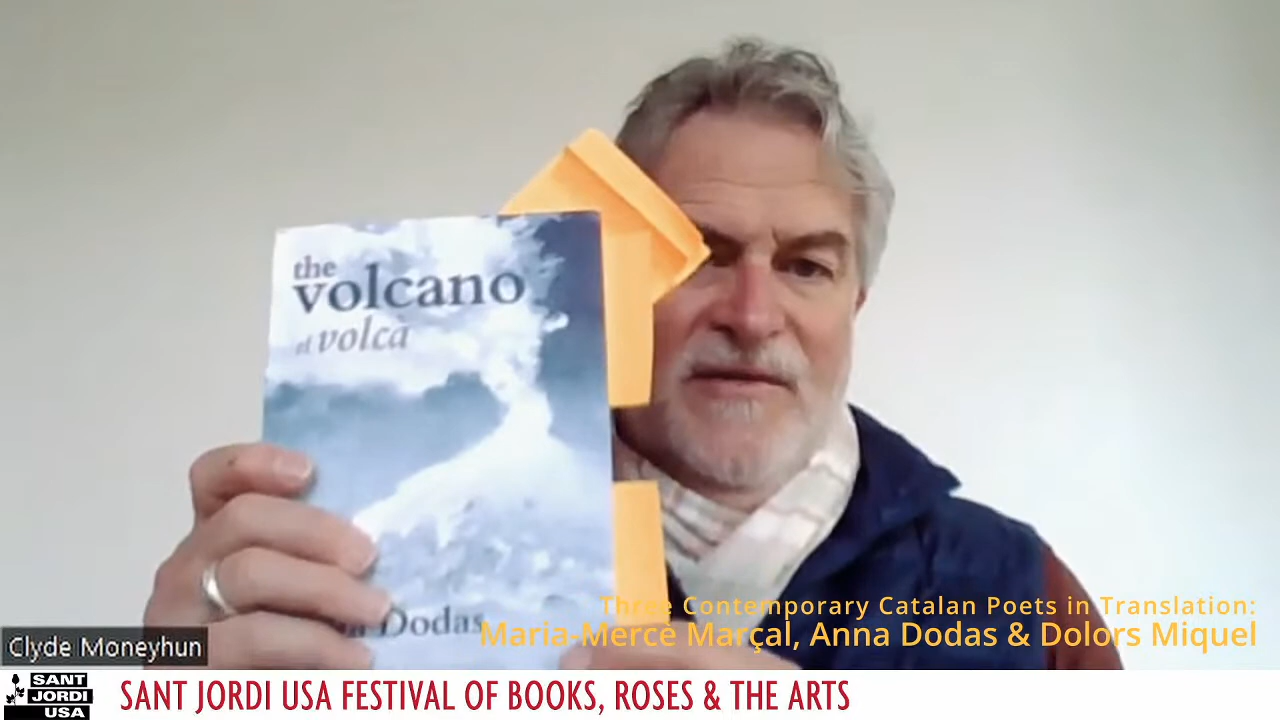 the
volcano
el volcà
Dodas
Three Contemporary Catalan Poets in Translation:
Maria-Mercè Marçal, Anna Dodas & Dolors Miquel
Clyde Moneyhun
SANT
JORDI
USA
SANT JORDI USA FESTIVAL OF BOOKS, ROSES & THE ARTS